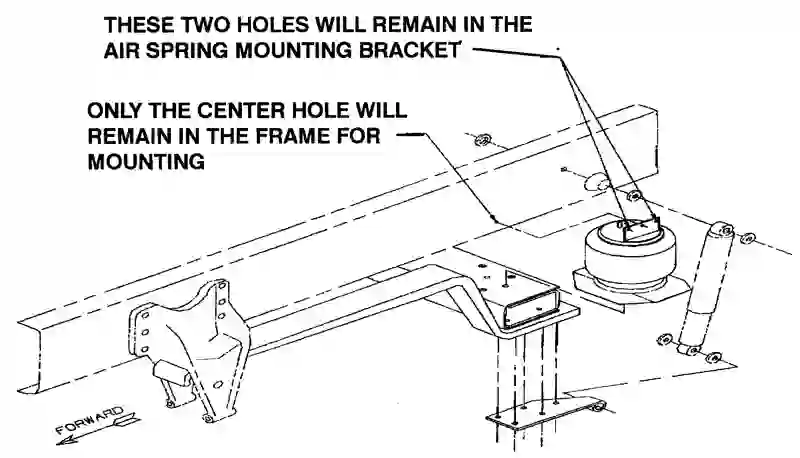 THESE TWO HOLES WILL REMAIN IN THE
AIR SPRING MOUNTING BRACKET
ONLY THE CENTER HOLE WILL
REMAIN IN THE FRAME FOR
MOUNTING
FORWARD